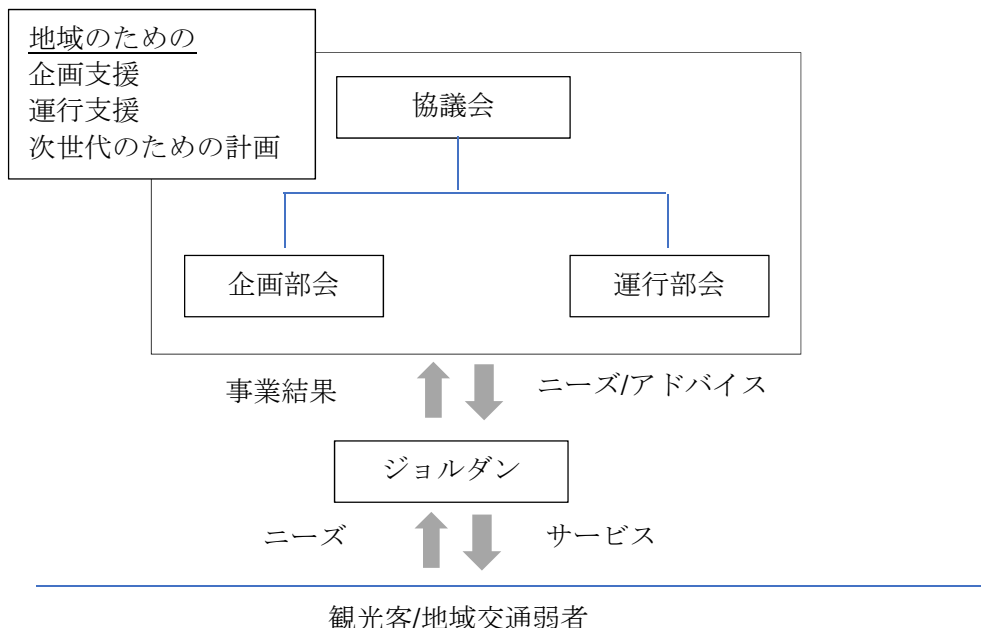 地域のための
企画支援
運行支援
次世代のための計画
協議会
企画部会
運行部会
事業結果
ニーズ/アドバイス
ジョルダン
ニーズ
サービス
観光客/地域交通弱者